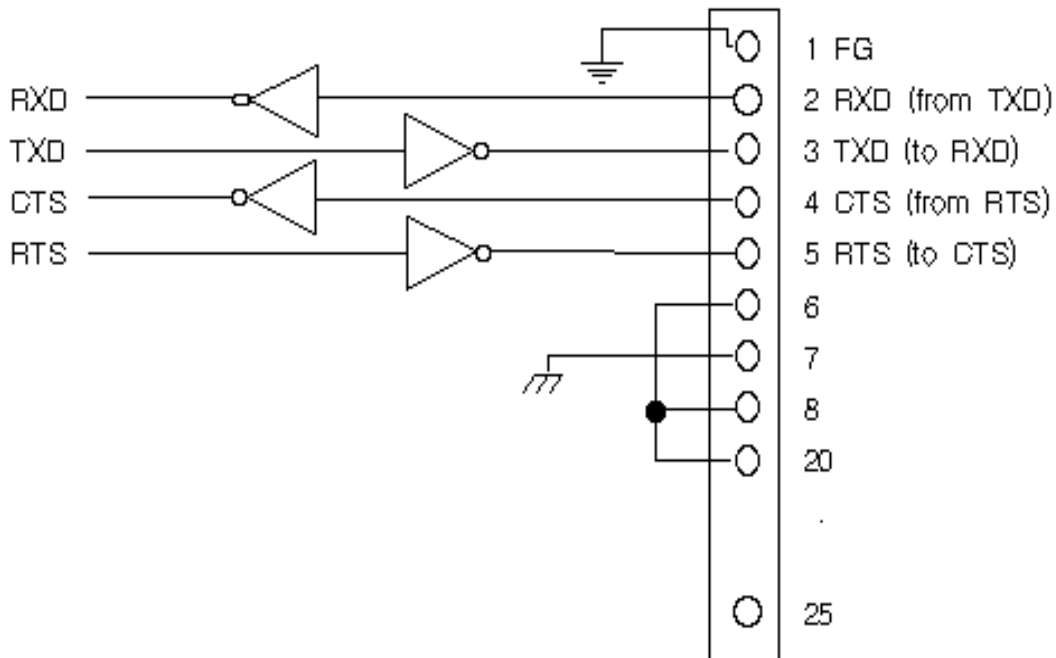 1 FG
RXD 2 RXD (from TXD)
TXD 3 TXD (to RXD)
CTS 4 CTS (from RTS)
RTS 5 RTS (to CTS)
6
7
8
20
.
25